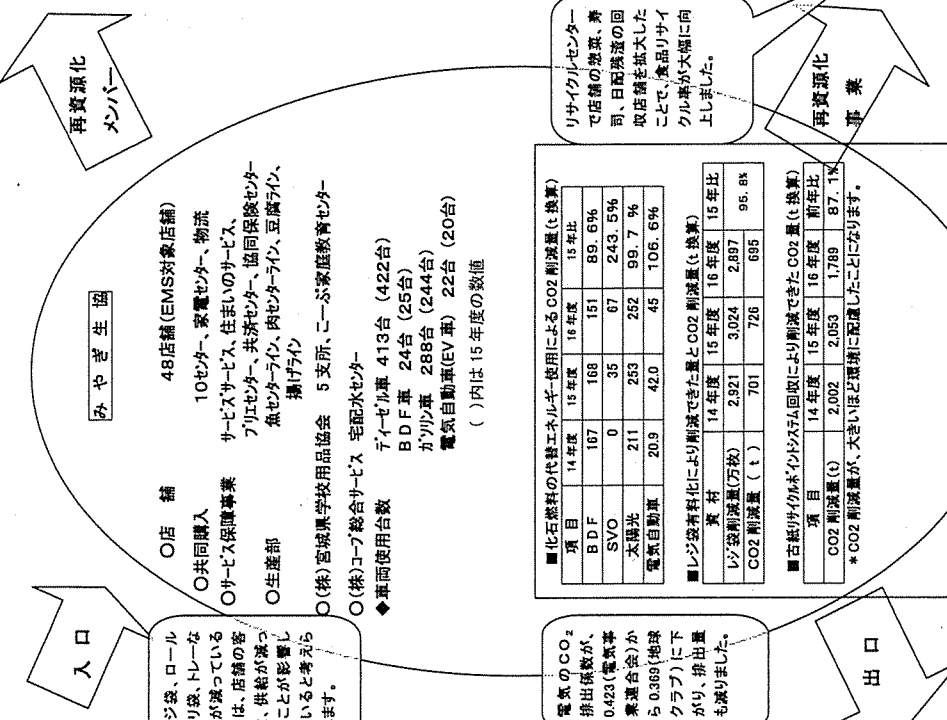 みやぎ生協
入口
再資源化
メンバー
○店 舗 48店舗(EMS対象店舗)
○共同購入 10センター、家電センター、物流
○サービス保障事業 サービスサービス、住まいのサービス、
プリエセンター、共済センター、協同保険センター
○生産部 魚センターライン、肉センターライン、豆腐ライン、
揚げライン
○(株)宮城県学校用品協会 5支所、こ~ぷ家庭教育センター
○(株)コープ総合サービス 宅配水センター
◆車両使用台数 ディーゼル車 413台 (422台)
BDF車 24台 (25台)
ガソリン車 288台 (244台)
電気自動車(EV車) 22台 (20台)
( )内は15年度の数値
ジ袋、ロール
リ袋、トレーな
が減っている
は、店舗の客
、供給が減っ
ことが影響し
いると考えら
ます。
電気のCO2
排出係数が、
0.423(電気事
業連合会)か
ら0.369(地球
クラブ)に下
がり、排出量
も減りました。
■化石燃料の代替エネルギー使用によるCO2削減量(t換算)
項 目 14年度 15年度 16年度 15年比
BDF 167 168 151 89.6%
SVO 0 35 67 243.5%
太陽光 211 253 252 99.7 %
電気自動車 20.9 42.0 45 106.6%
■レジ袋有料化により削減できた量とCO2削減量(t換算)
資 材 14年度 15年度 16年度 15年比
レジ袋削減量(万枚) 2,921 3,024 2,897 95.8%
CO2削減量 (t) 701 726 695
■古紙リサイクルポイントシステム回収により削減できたCO2量(t換算)
項 目 14年度 15年度 16年度 前年比
CO2削減量(t) 2,002 2,053 1,789 87.1%
*CO2削減量が、大きいほど環境に配慮したことになります。
リサイクルセンター
で店舗の惣菜、寿
司、日配残渣の回
収店舗を拡大した
ことで、食品リサイ
クル率が大幅に向
上しました。
出口
再資源化
事 業